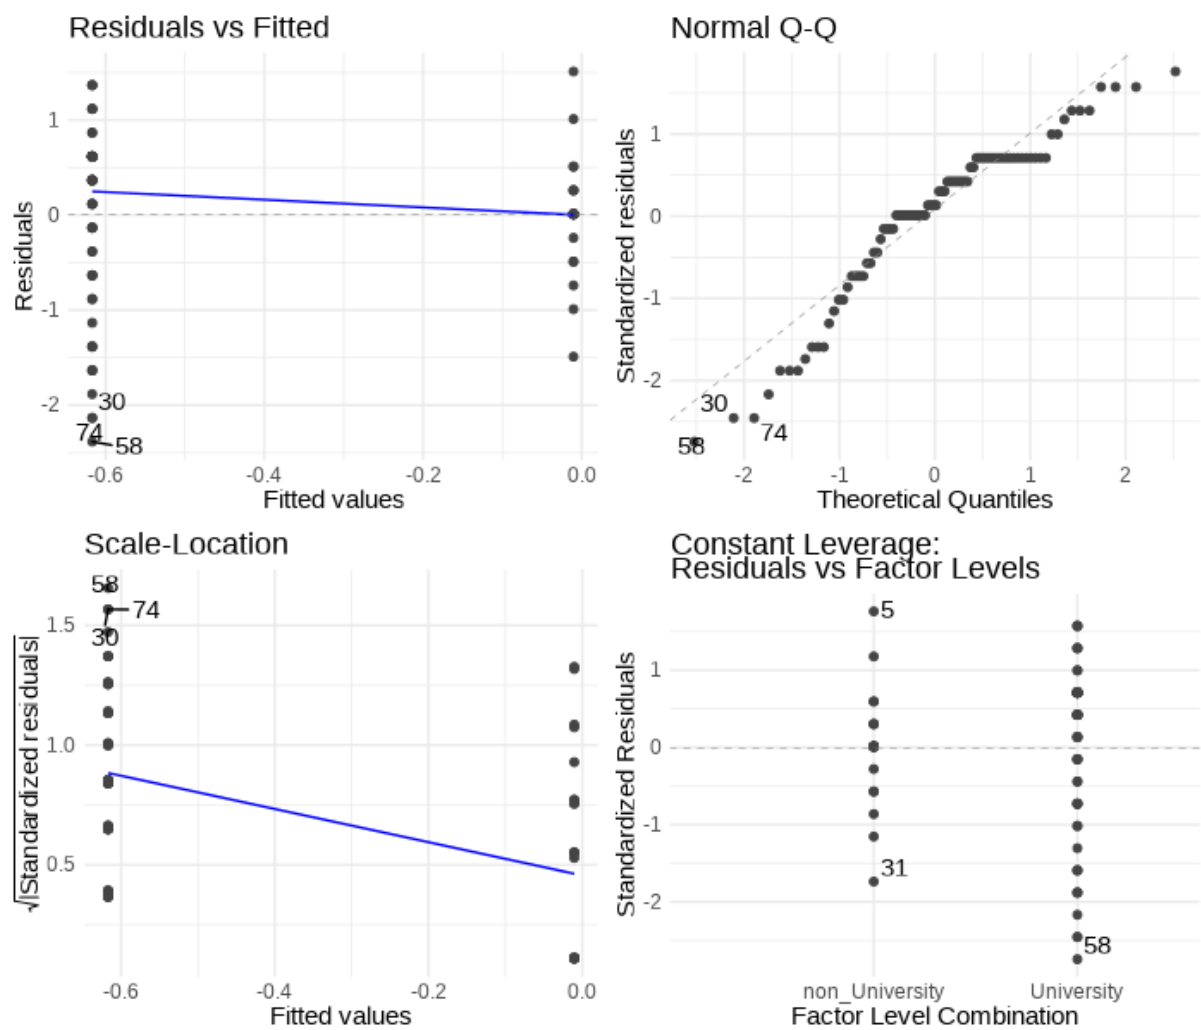 Residuals vs Fitted
Residuals
1
0
-1
-2
30
74
58
-0.6
-0.4
-0.2
0.0
Fitted values
Normal Q-Q
Standardized residuals
1
0
-1
-2
30
74
58
-2
-1
0
1
2
Theoretical Quantiles
Scale-Location
√|Standardized residuals|
1.5
1.0
0.5
58
74
30
-0.6
-0.4
-0.2
0.0
Fitted values
Constant Leverage:
Residuals vs Factor Levels
Standardized Residuals
1
0
-1
-2
5
31
58
non_University
University
Factor Level Combination